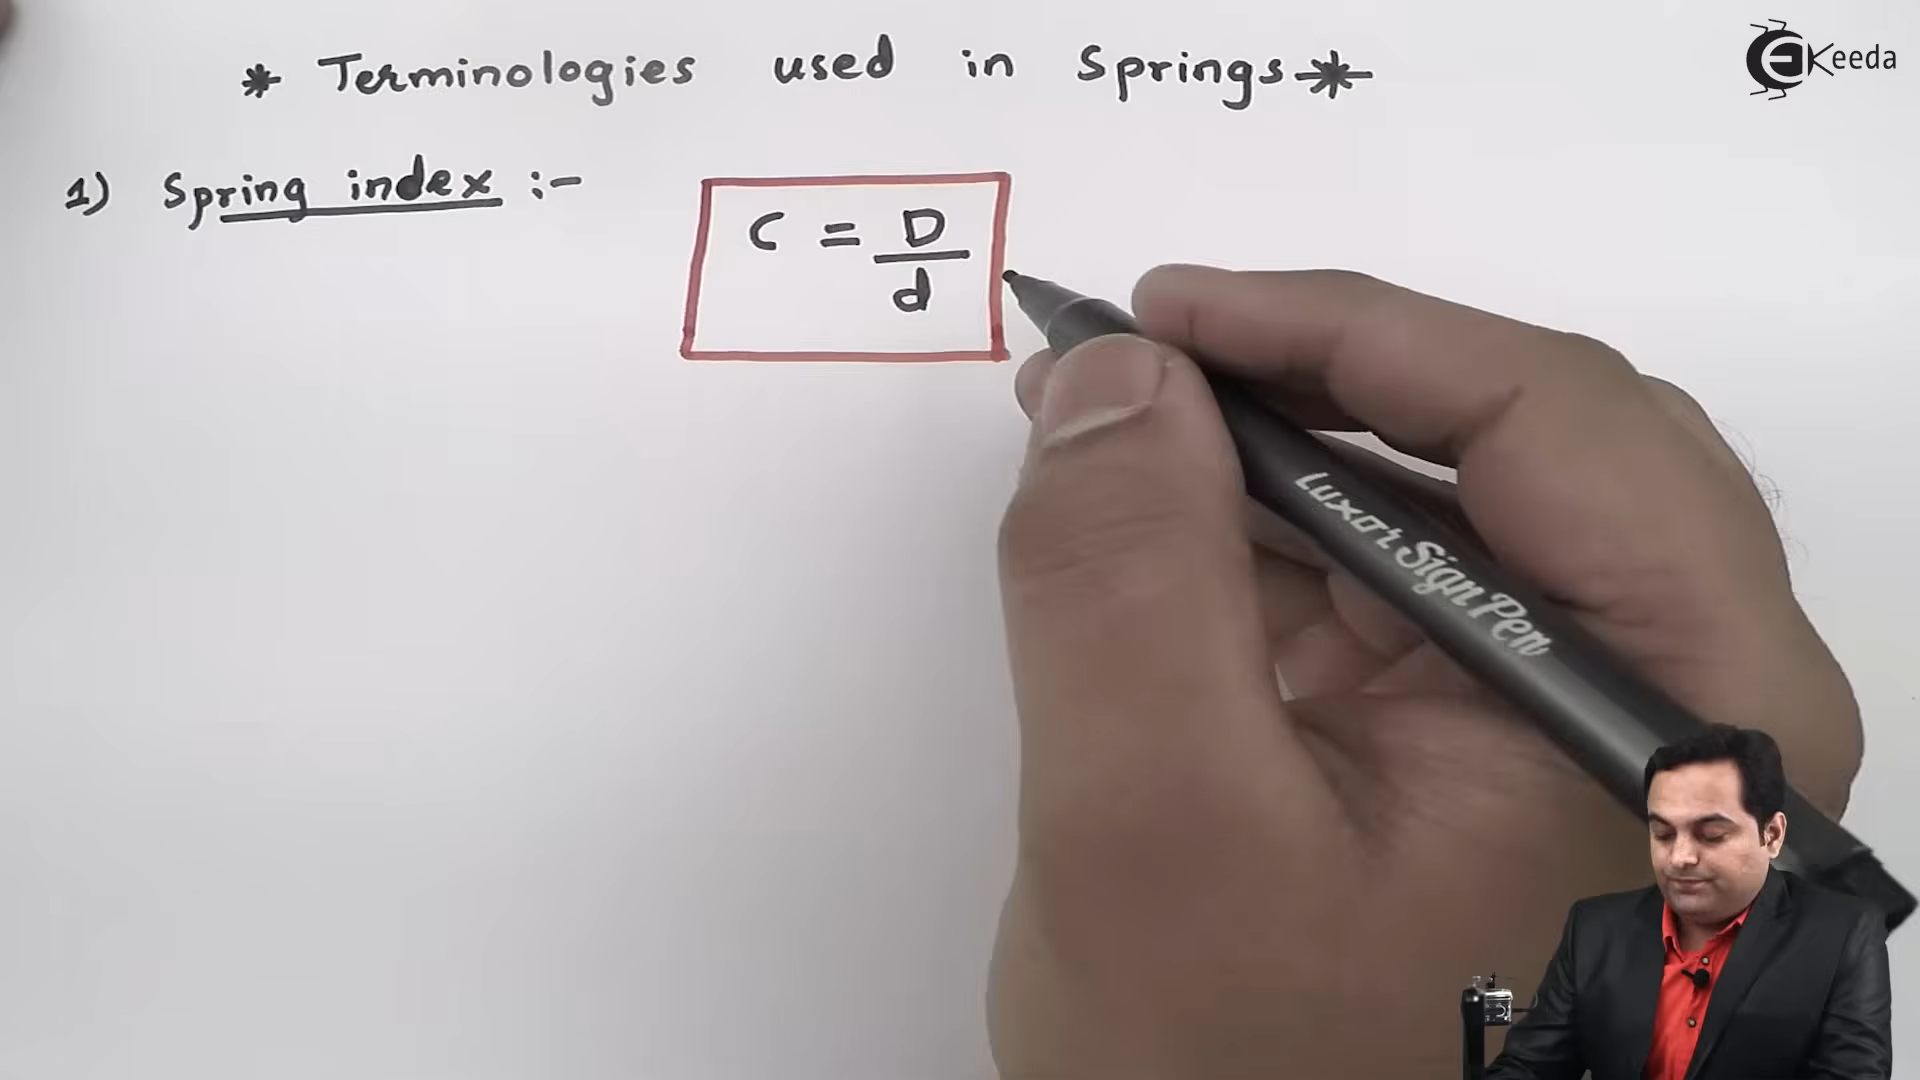 * Terminologies used in Springs *
Keeda
1) Spring index :-
C = D
d
Luxor Sign Pen